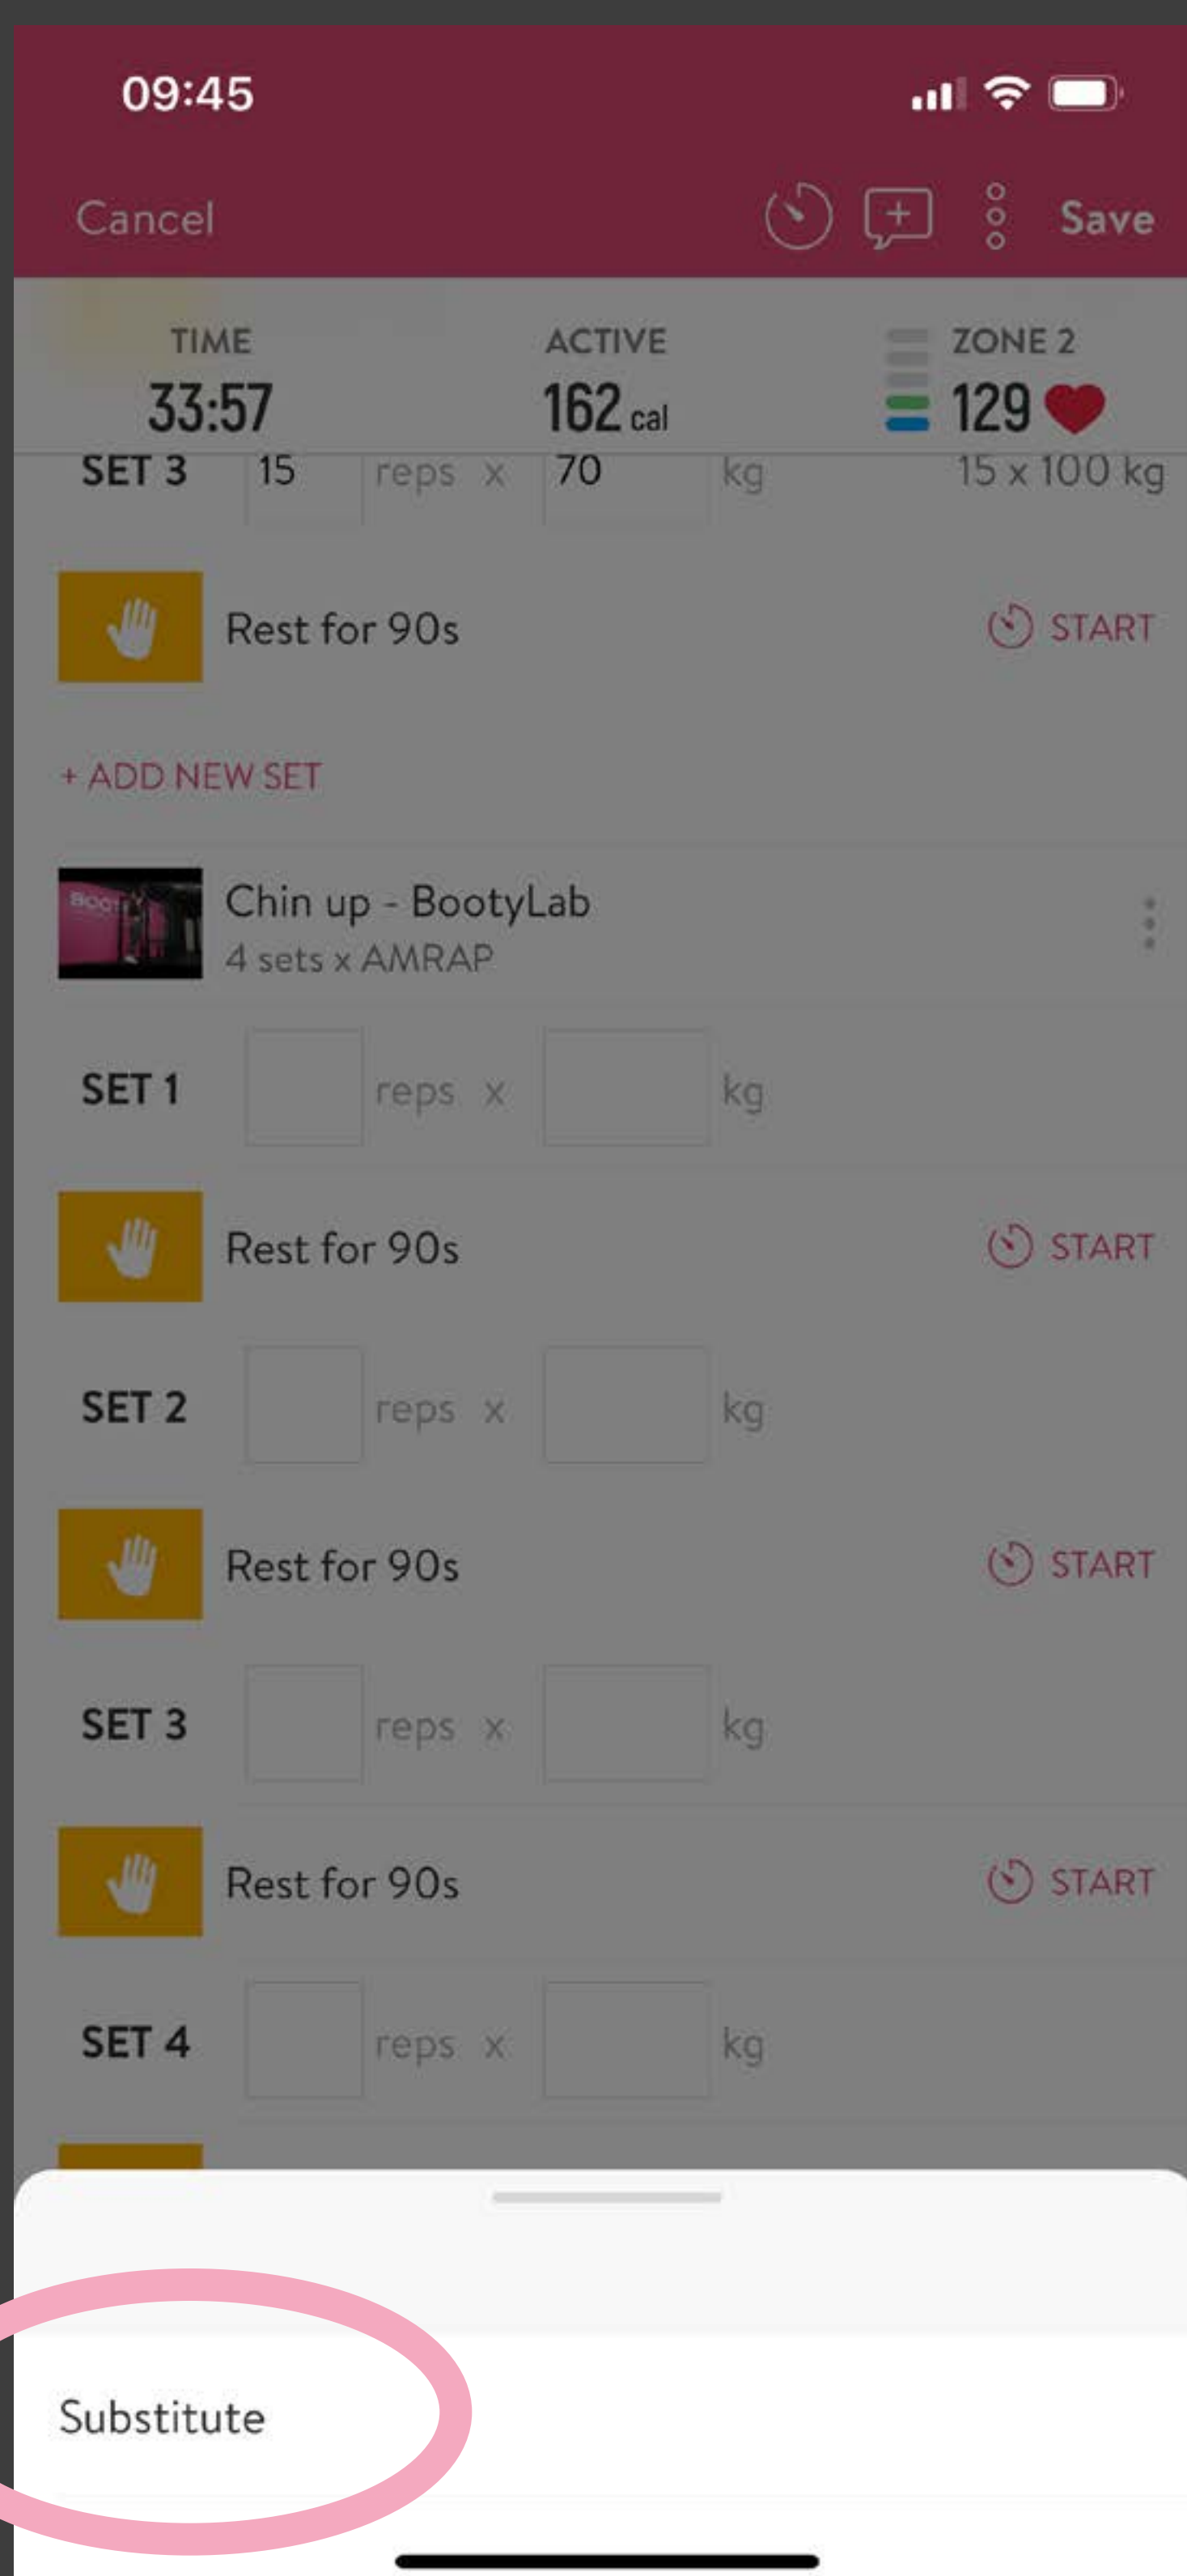 09:45
Cancel Save
TIME ACTIVE ZONE 2
33:57 162 cal 129
SET 3 15 reps x 70 kg 15 x 100 kg
Rest for 90s START
+ ADD NEW SET
Chin up - BootyLab
4 sets x AMRAP
SET 1 reps x kg
Rest for 90s START
SET 2 reps x kg
Rest for 90s START
SET 3 reps x kg
Rest for 90s START
SET 4 reps x kg
Substitute